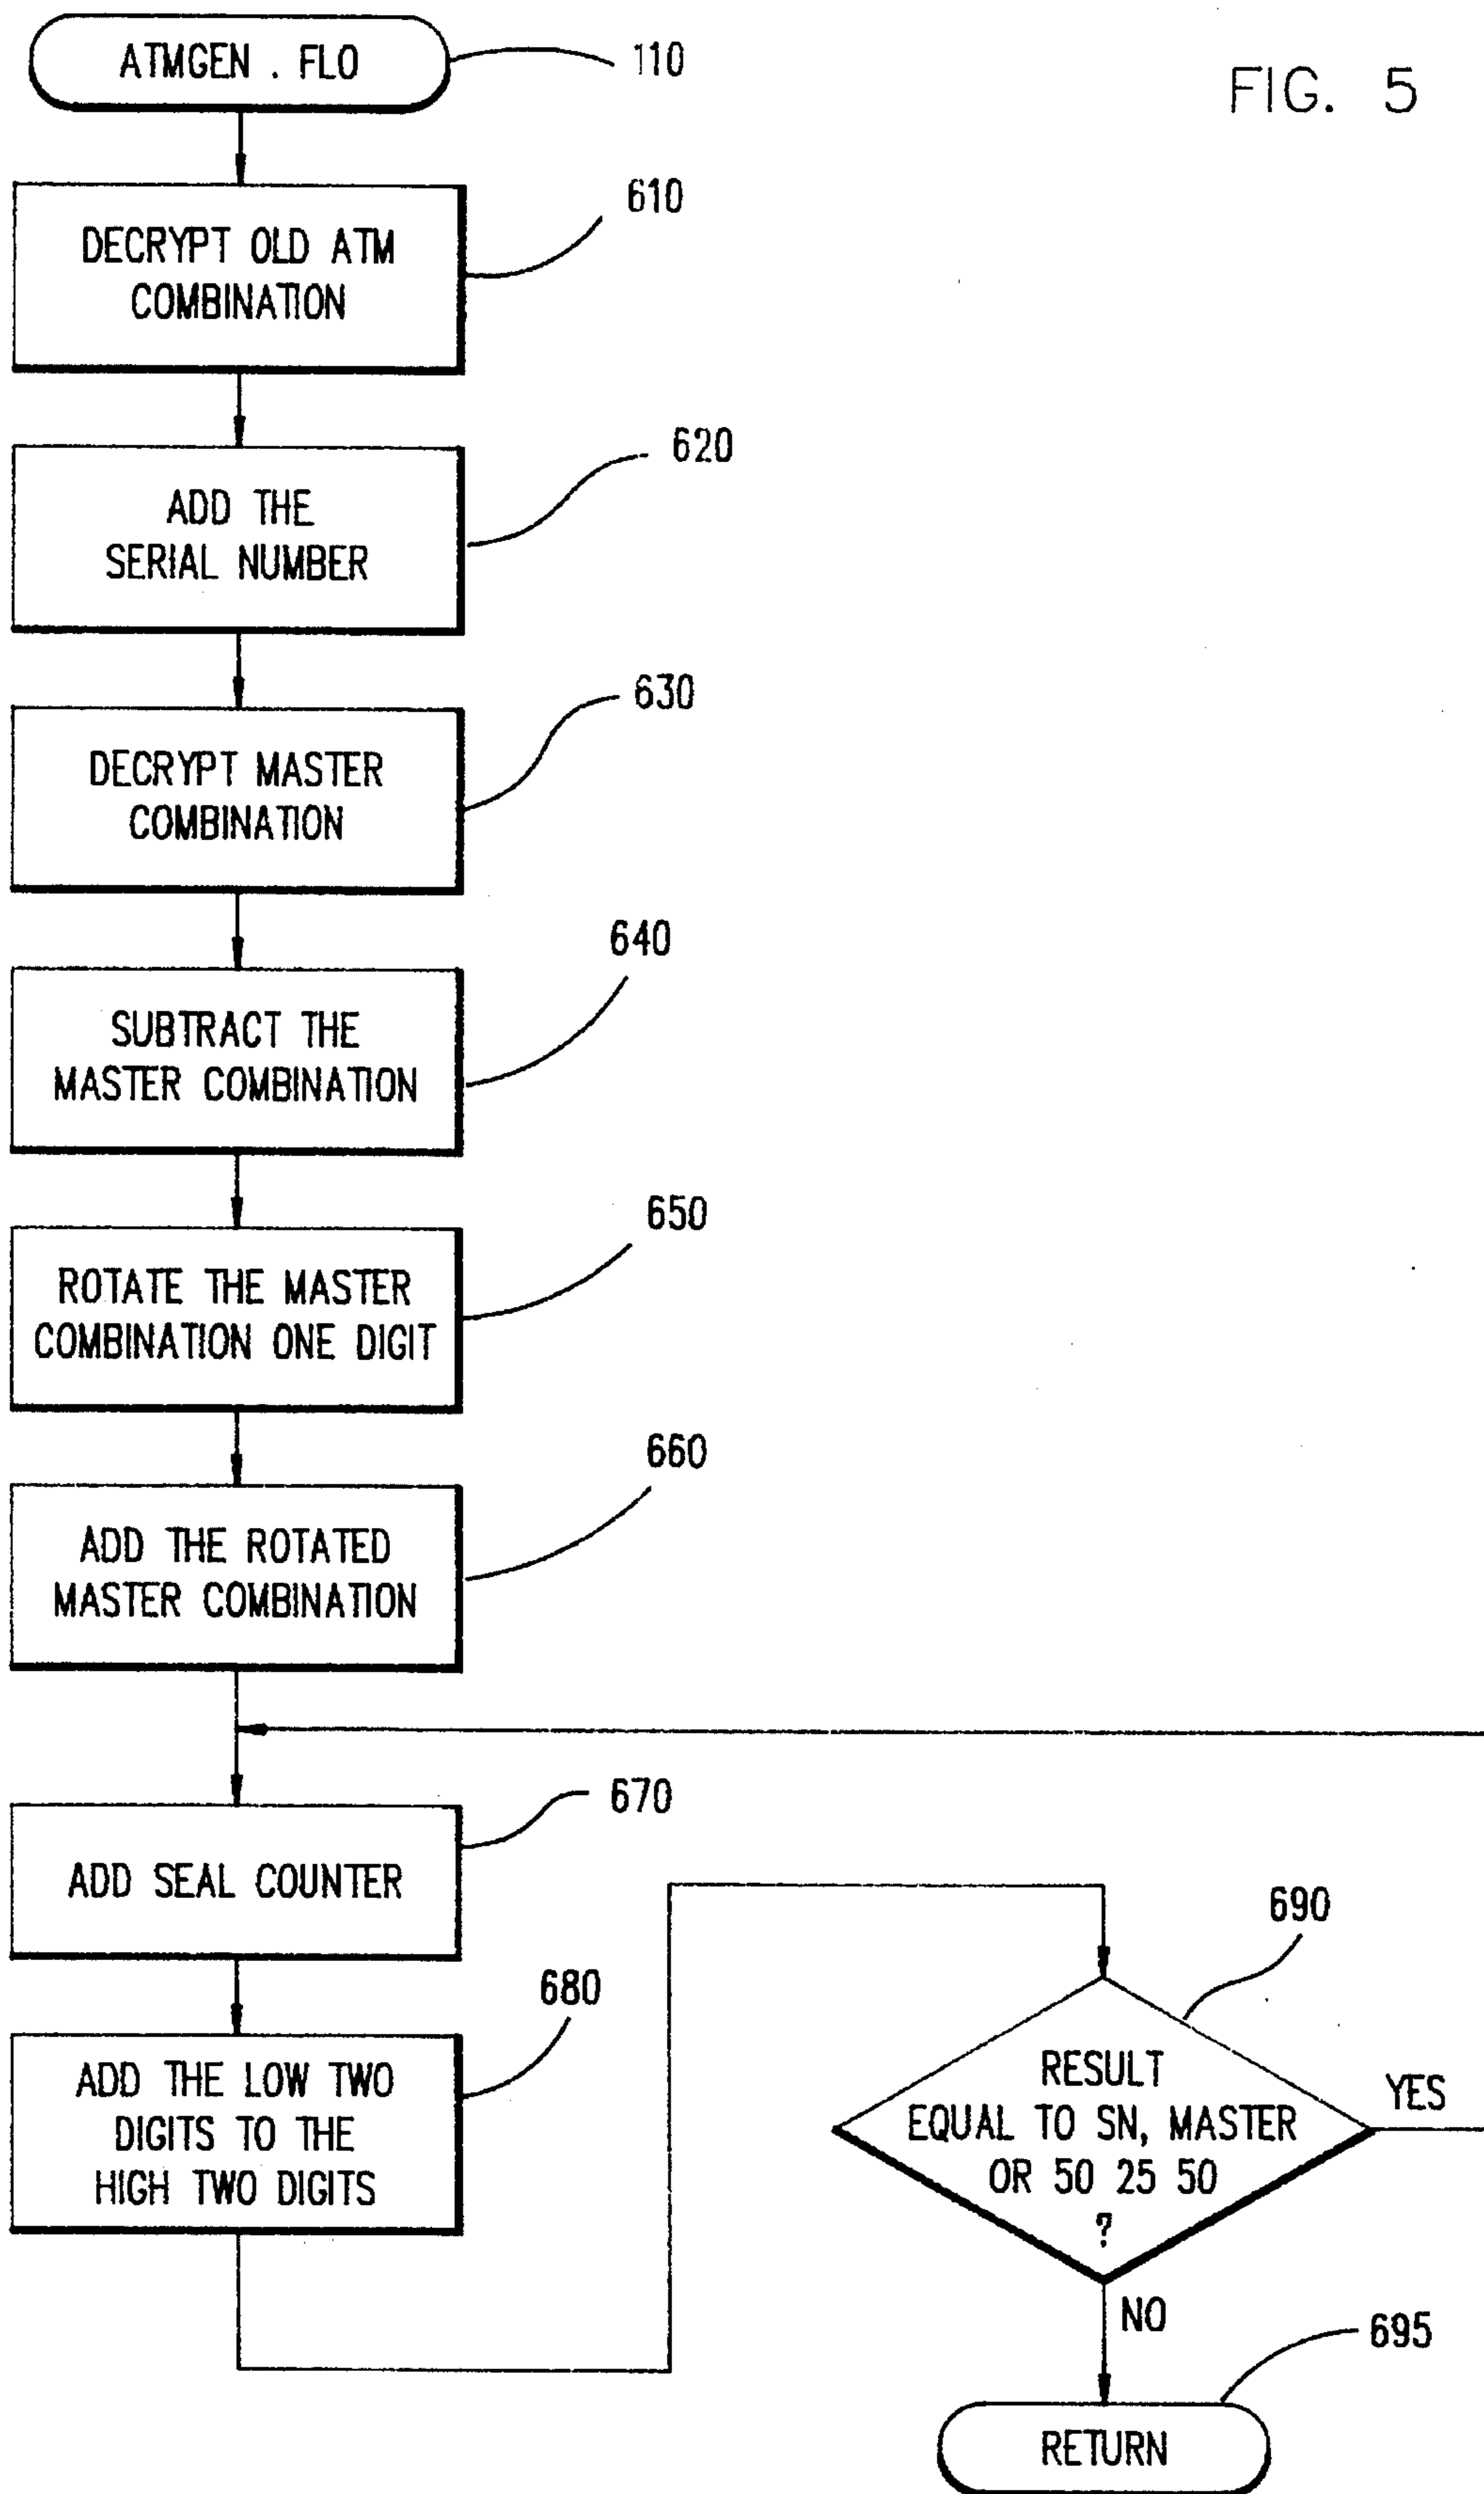 ATMGEN . FLO
110
FIG. 5
610
DECRYPT OLD ATM
COMBINATION
620
ADD THE
SERIAL NUMBER
630
DECRYPT MASTER
COMBINATION
640
SUBTRACT THE
MASTER COMBINATION
650
ROTATE THE MASTER
COMBINATION ONE DIGIT
660
ADD THE ROTATED
MASTER COMBINATION
670
ADD SEAL COUNTER
680
ADD THE LOW TWO
DIGITS TO THE
HIGH TWO DIGITS
690
RESULT
EQUAL TO SN, MASTER
OR 50 25 50
?
YES
NO
695
RETURN